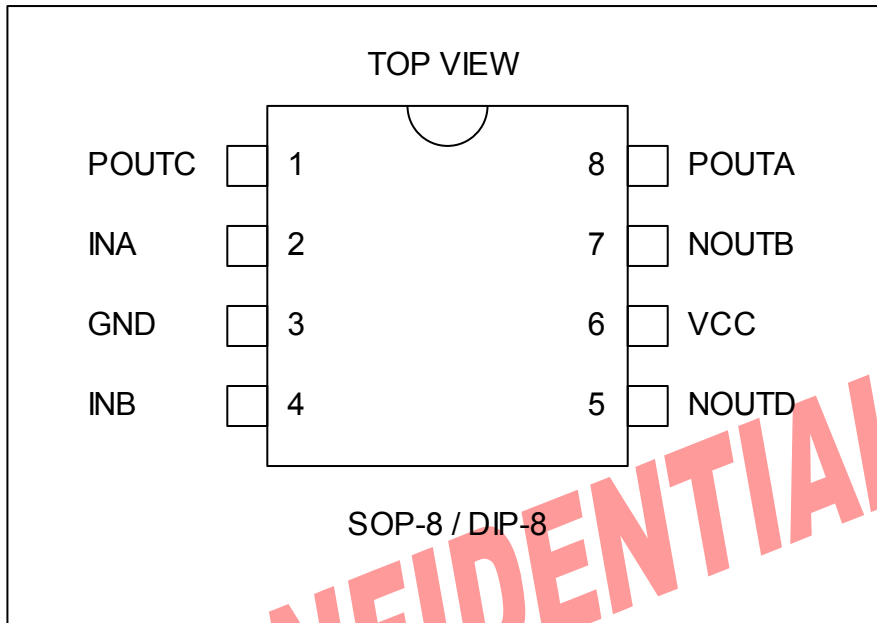 TOP VIEW
POUTC 1 8 POUTA
INA 2 7 NOUTB
GND 3 6 VCC
INB 4 5 NOUTD
SOP-8 / DIP-8
NFIDENTIAL